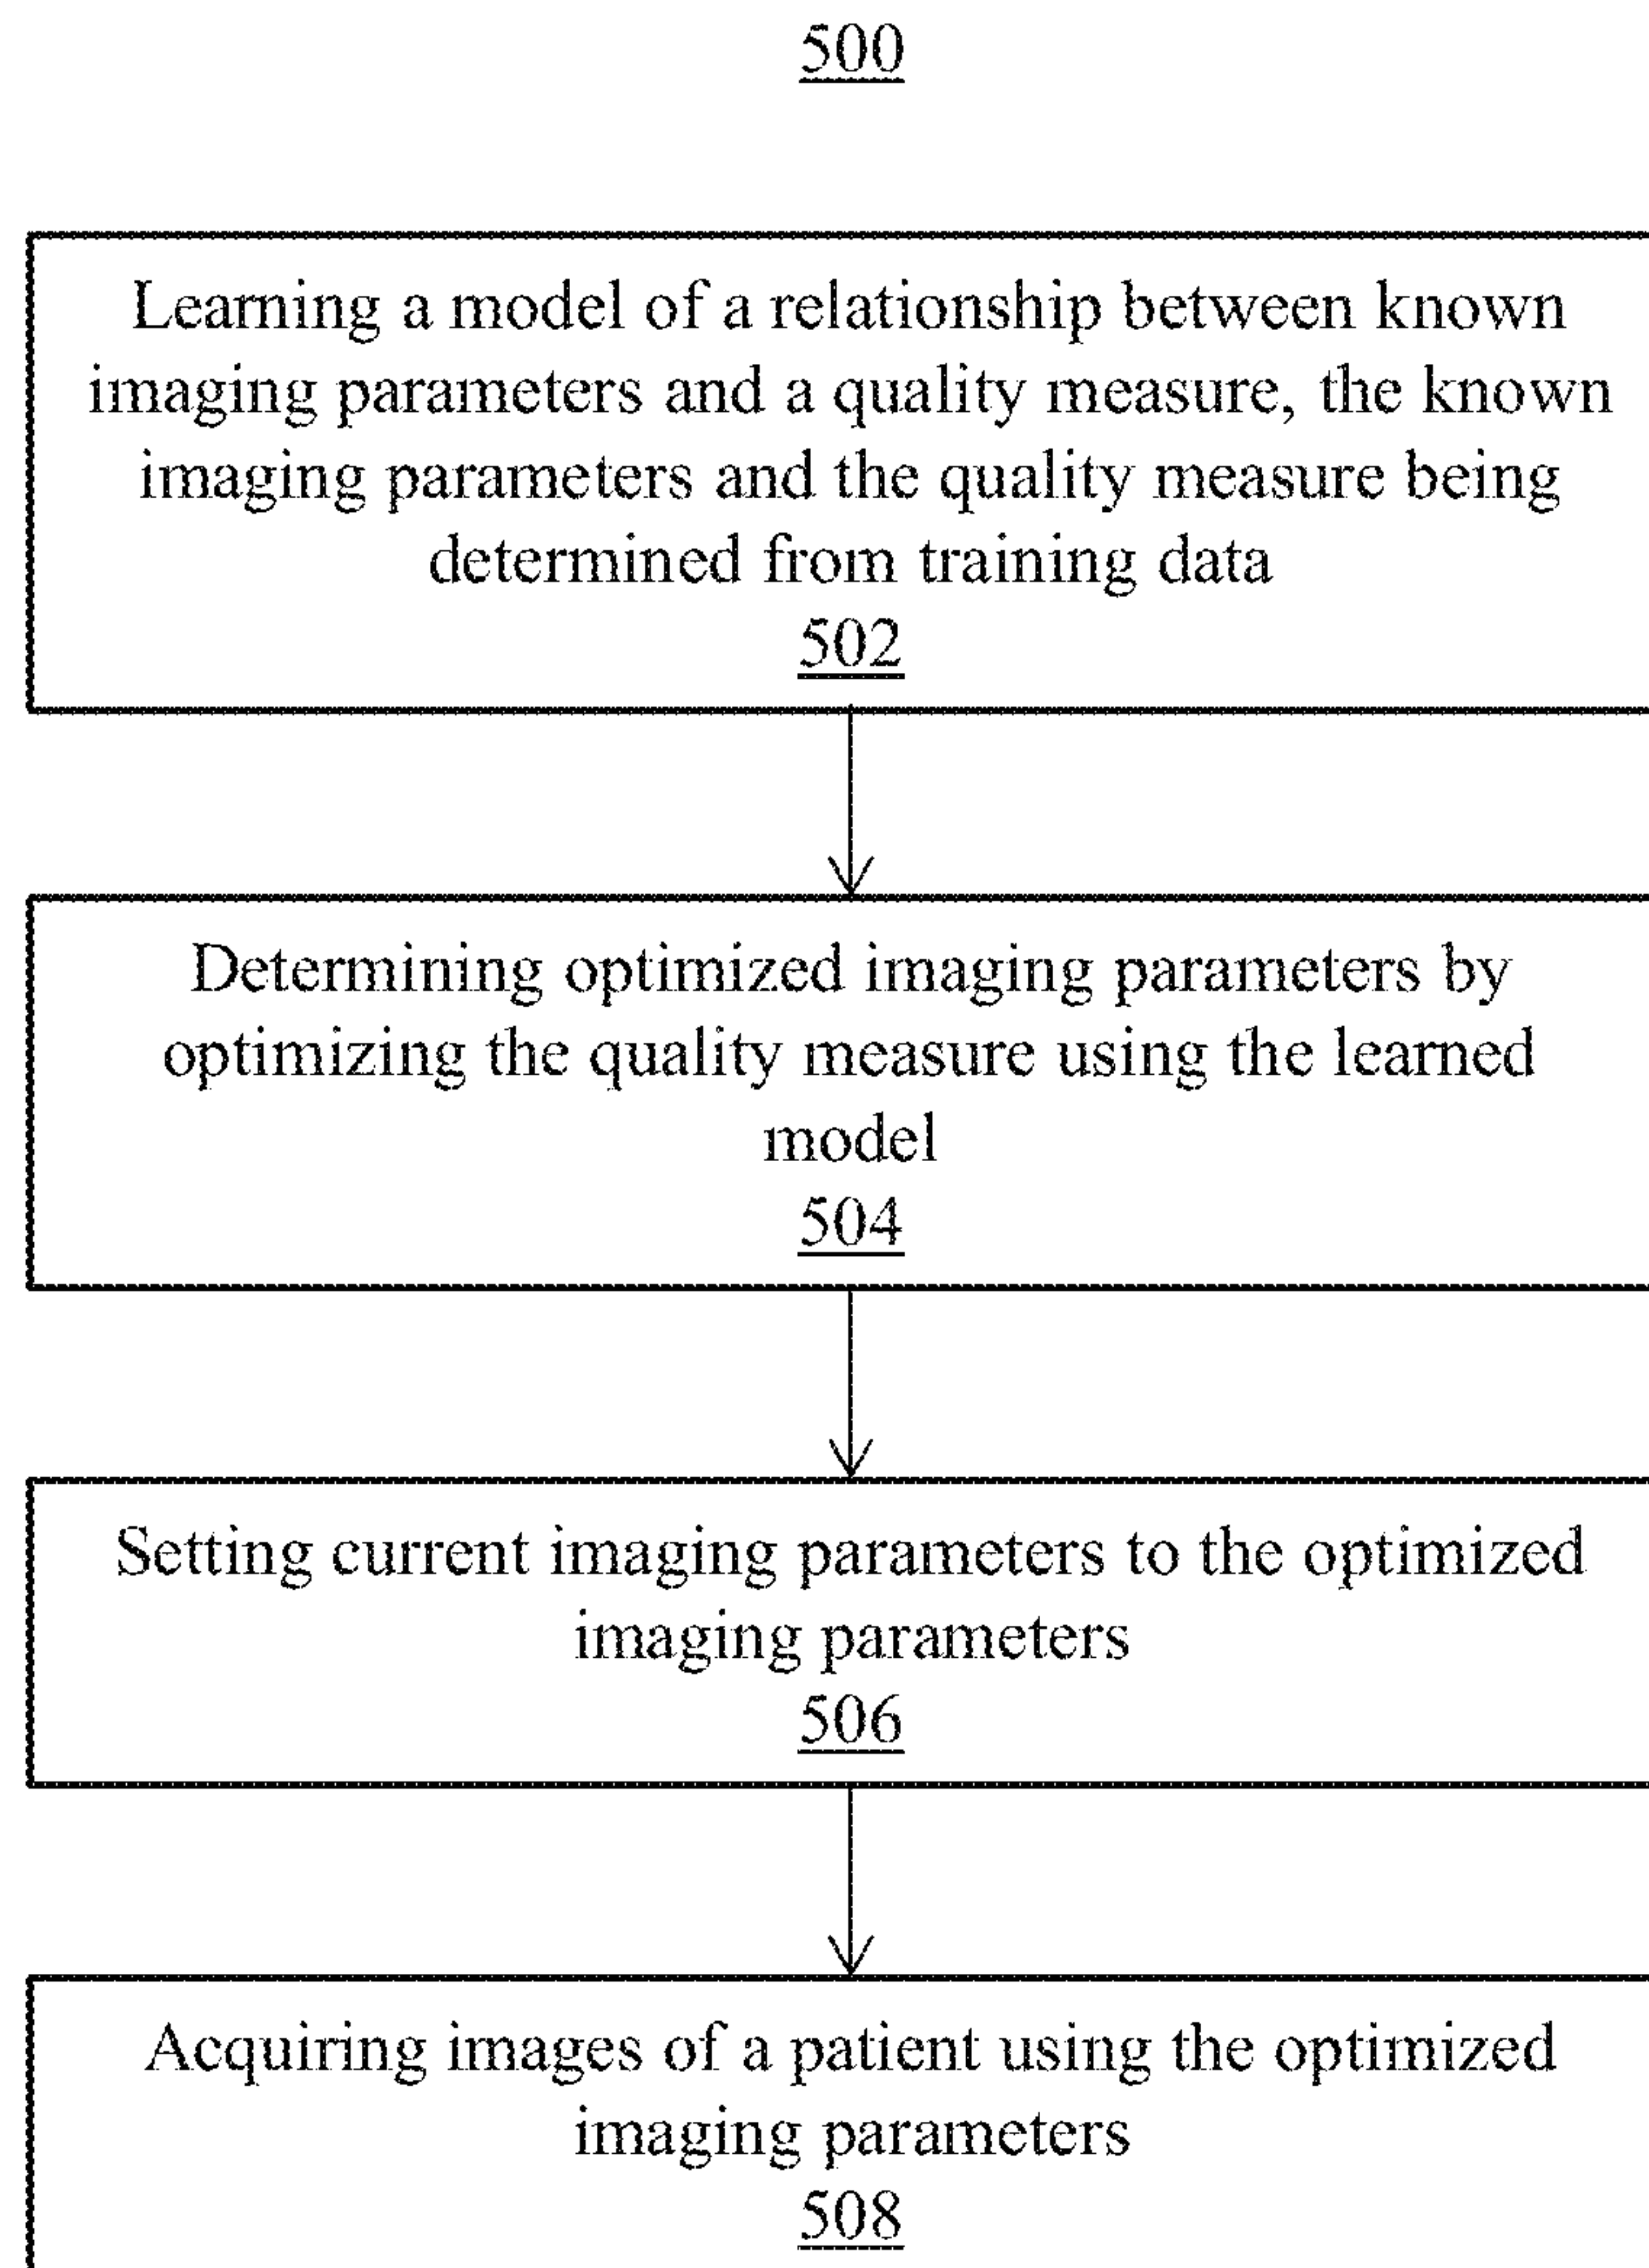 500
Learning a model of a relationship between known
imaging parameters and a quality measure, the known
imaging parameters and the quality measure being
determined from training data
502
Determining optimized imaging parameters by
optimizing the quality measure using the learned
model
504
Setting current imaging parameters to the optimized
imaging parameters
506
Acquiring images of a patient using the optimized
imaging parameters
508